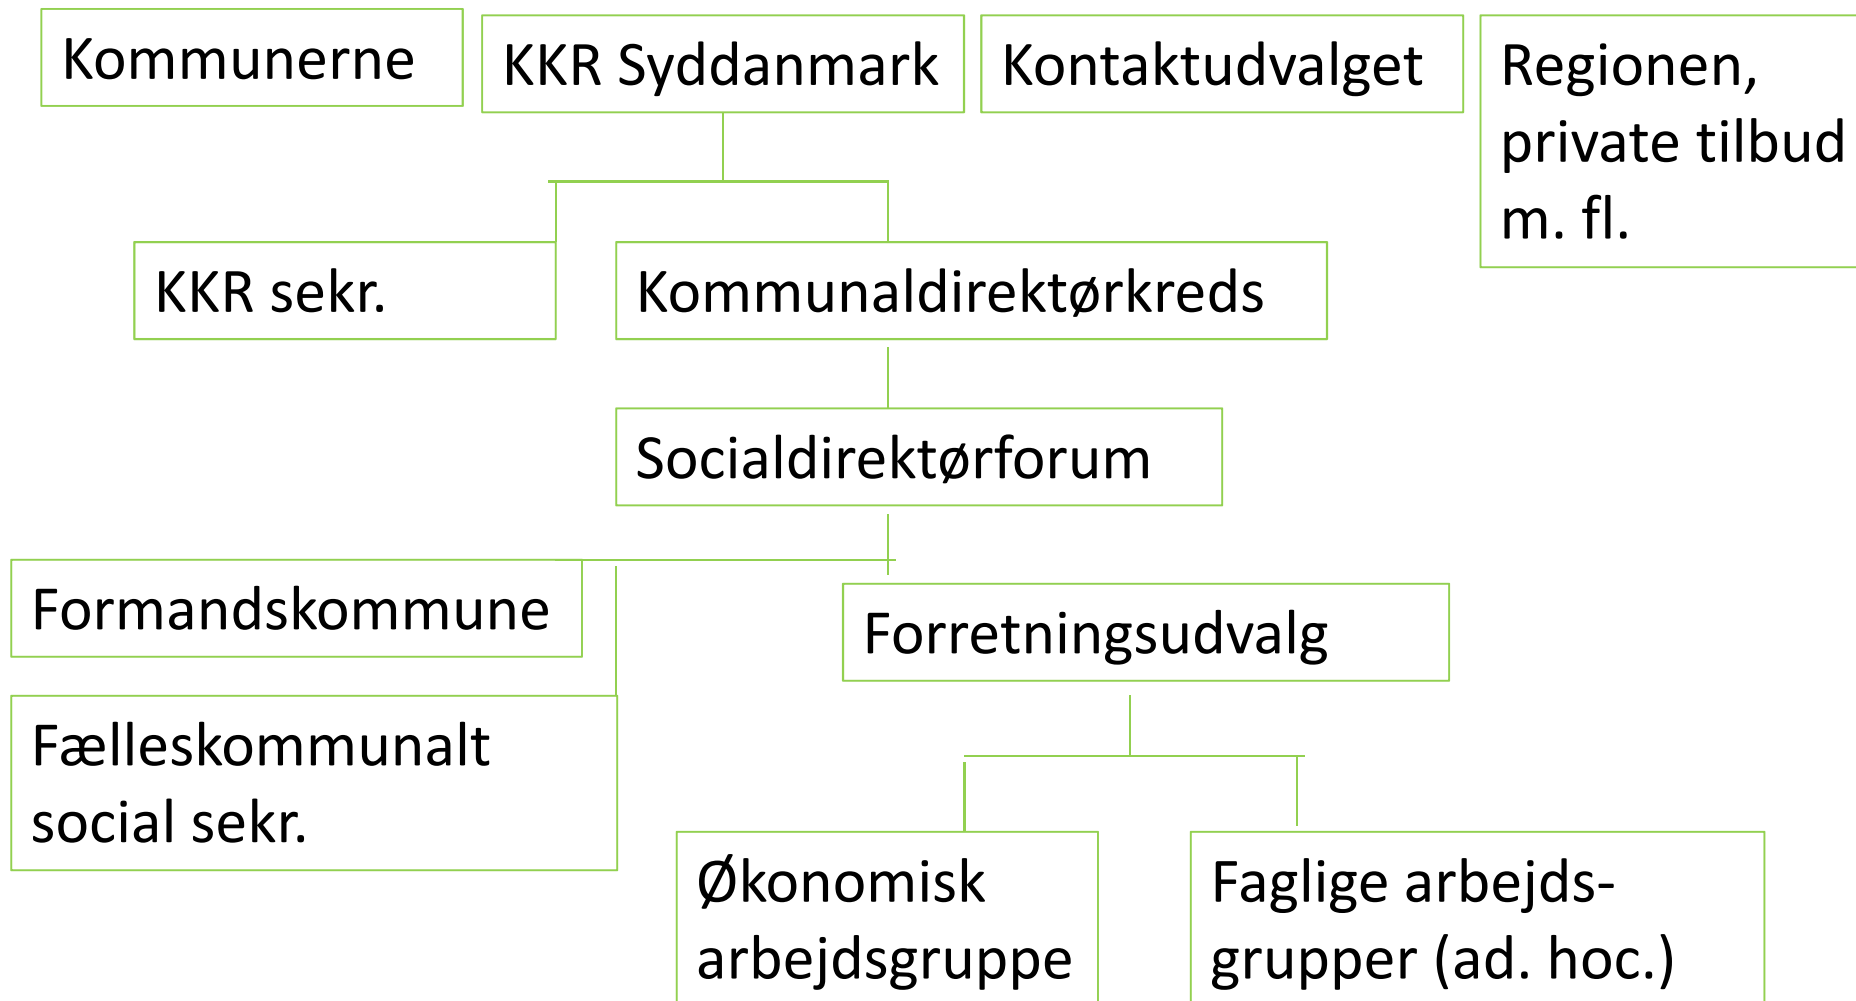 Kommunerne
KKR Syddanmark
Kontaktudvalget
Regionen,
private tilbud
m. fl.
KKR sekr.
Kommunaldirektørkreds
Socialdirektørforum
Formandskommune
Forretningsudvalg
Fælleskommunalt
social sekr.
Økonomisk
arbejdsgruppe
Faglige arbejds-
grupper (ad. hoc.)